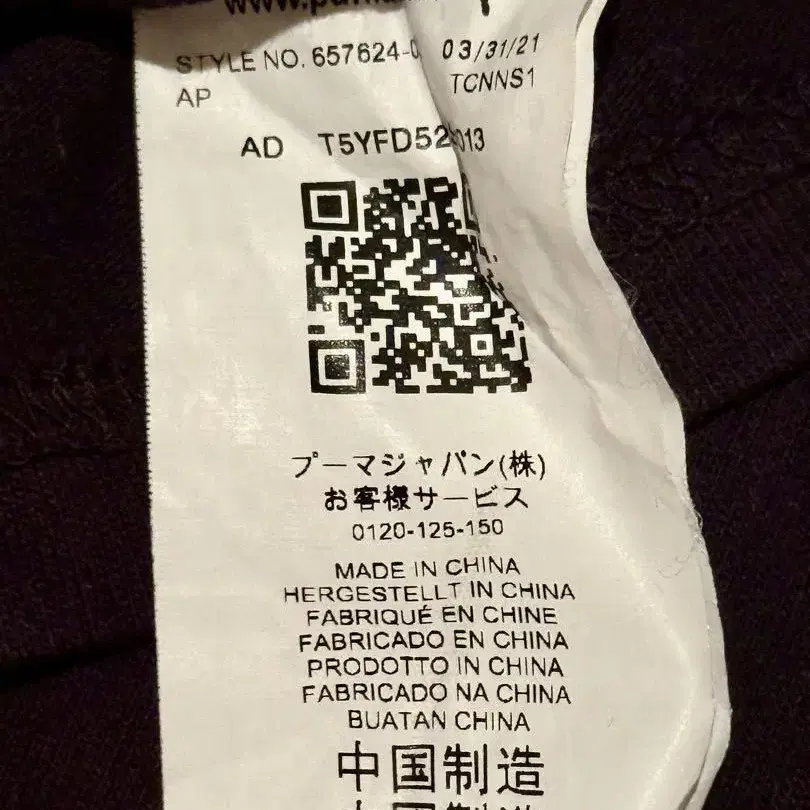 STYLE NO. 657624-0 03/31/21
AP TCNNS1
AD T5YFD52 013
プーマジャパン(株)
お客様サービス
0120-125-150
MADE IN CHINA
HERGESTELLT IN CHINA
FABRIQUÉ EN CHINE
FABRICADO EN CHINA
PRODOTTO IN CHINA
FABRICADO NA CHINA
BUATAN CHINA
中国制造